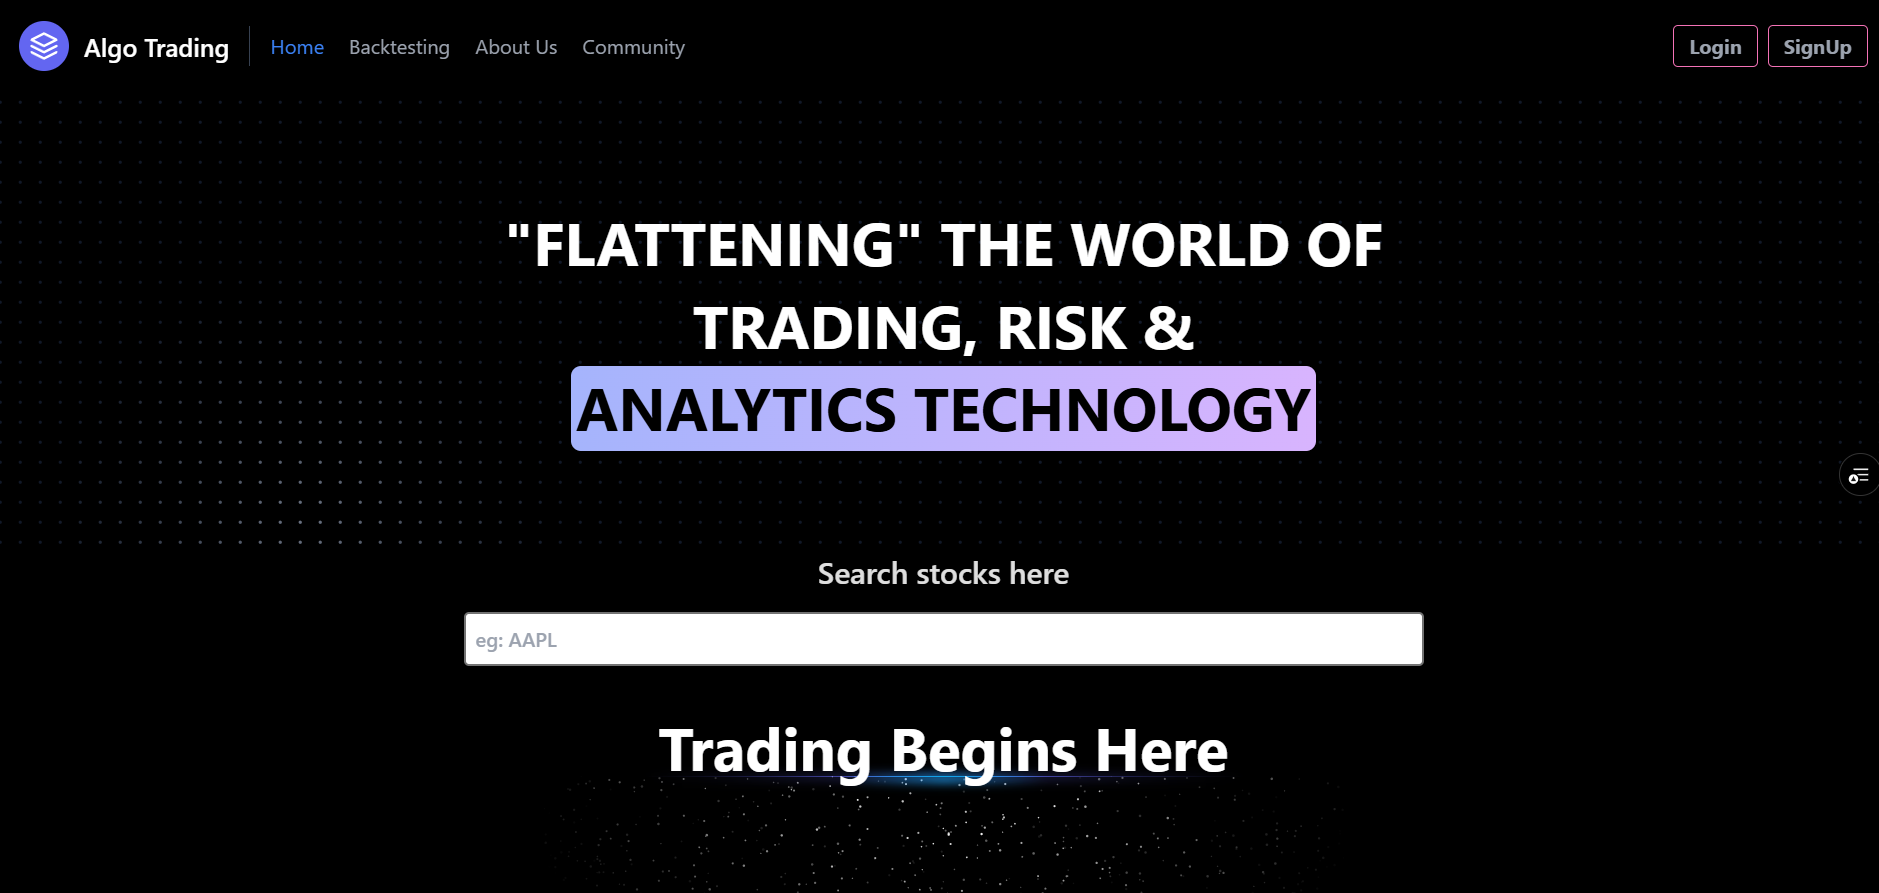 Algo Trading
Home
Backtesting
About Us
Community
Login
SignUp
"FLATTENING" THE WORLD OF
TRADING, RISK &
ANALYTICS TECHNOLOGY
Search stocks here
eg: AAPL
Trading Begins Here